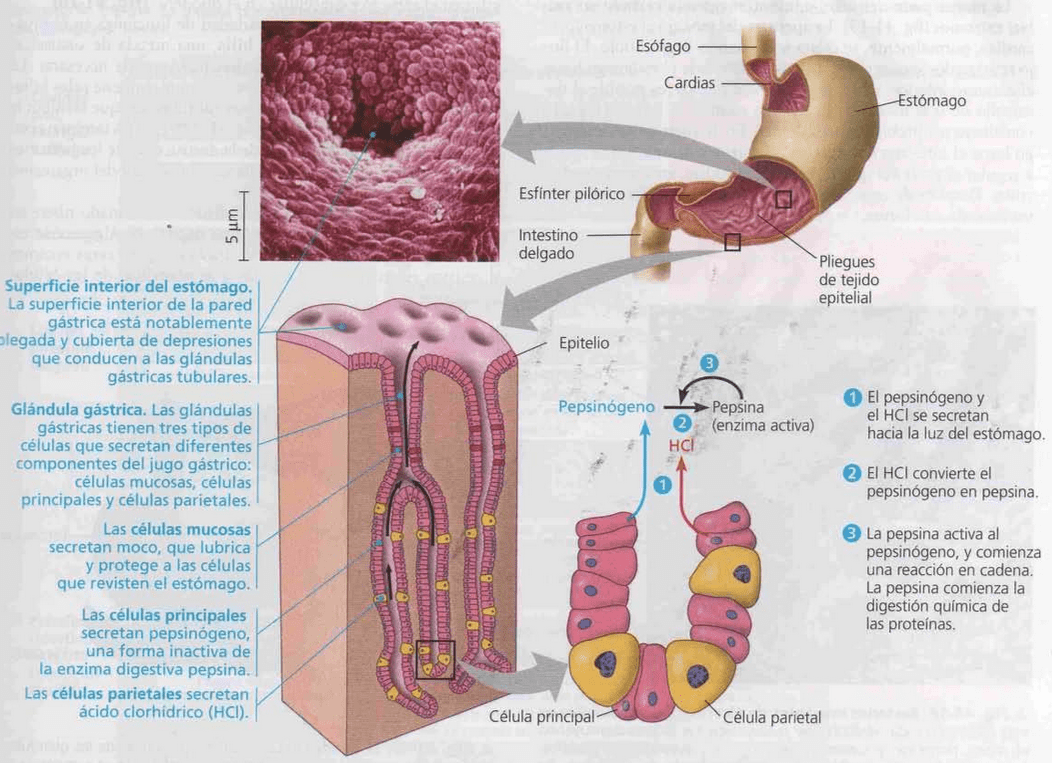 Esófago
Cardias
Estómago
Esfínter pilórico
Intestino
delgado
Pliegues
de tejido
epitelial
5 µm
Superficie interior del estómago.
La superficie interior de la pared
gástrica está notablemente
plegada y cubierta de depresiones
que conducen a las glándulas
gástricas tubulares.
Glándula gástrica. Las glándulas
gástricas tienen tres tipos de
células que secretan diferentes
componentes del jugo gástrico:
células mucosas, células
principales y células parietales.
Las células mucosas
secretan moco, que lubrica
y protege a las células
que revisten el estómago.
Las células principales
secretan pepsinógeno,
una forma inactiva de
la enzima digestiva pepsina.
Las células parietales secretan
ácido clorhídrico (HCl).
Epitelio
3
Pepsinógeno
Pepsina
(enzima activa)
2
HCl
1
Célula principal
Célula parietal
1 El pepsinógeno y
el HCl se secretan
hacia la luz del estómago.
2 El HCl convierte el
pepsinógeno en pepsina.
3 La pepsina activa al
pepsinógeno, y comienza
una reacción en cadena.
La pepsina comienza la
digestión química de
las proteínas.